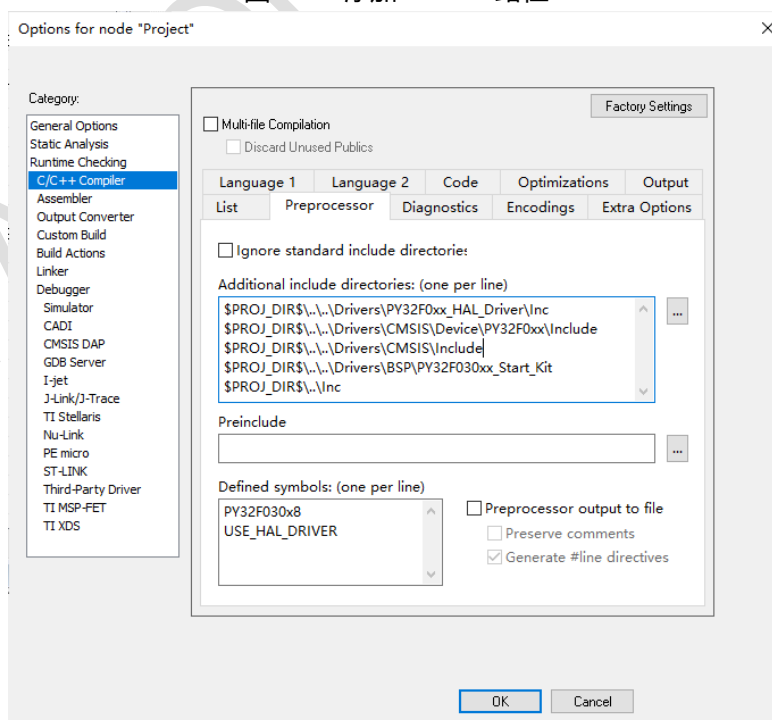 Options for node "Project"
Category:
General Options
Static Analysis
Runtime Checking
C/C++ Compiler
Assembler
Output Converter
Custom Build
Build Actions
Linker
Debugger
Simulator
CADI
CMSIS DAP
GDB Server
I-jet
J-Link/J-Trace
TI Stellaris
Nu-Link
PE micro
ST-LINK
Third-Party Driver
TI MSP-FET
TI XDS
Factory Settings
Multi-file Compilation
Discard Unused Publics
Language 1 Language 2 Code Optimizations Output
List Preprocessor Diagnostics Encodings Extra Options
Ignore standard include directories
Additional include directories: (one per line)
$PROJ_DIR$\..\..\Drivers\PY32F0xx_HAL_Driver\Inc
$PROJ_DIR$\..\..\Drivers\CMSIS\Device\PY32F0xx\Include
$PROJ_DIR$\..\..\Drivers\CMSIS\Include
$PROJ_DIR$\..\..\Drivers\BSP\PY32F030xx_Start_Kit
$PROJ_DIR$\..\Inc
...
Preinclude
...
Defined symbols: (one per line)
PY32F030x8
USE_HAL_DRIVER
Preprocessor output to file
Preserve comments
Generate #line directives
OK Cancel